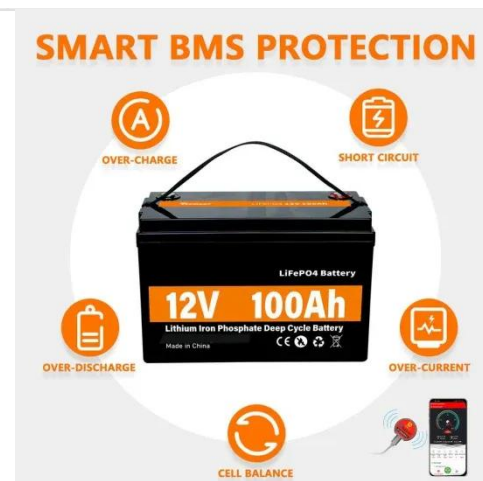 SMART BMS PROTECTION
A
OVER-CHARGE
SHORT CIRCUIT
LiFePO4 Battery
12V 100Ah
Lithium Iron Phosphate Deep Cycle Battery
Made in China
CE
OVER-DISCHARGE
OVER-CURRENT
CELL BALANCE